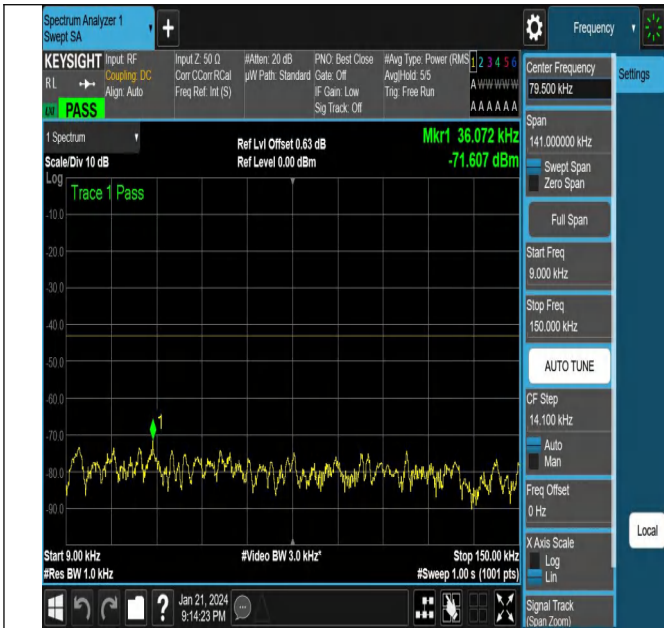 Spectrum Analyzer 1
Swept SA
+
Frequency
KEYSIGHT
RL
PASS
Input: RF
Coupling: DC
Align: Auto
Input Z: 50 Ω
Corr CCorr RCal
Freq Ref: Int (S)
#Atten: 20 dB
µW Path: Standard
PNO: Best Close
Gate: Off
IF Gain: Low
Sig Track: Off
#Avg Type: Power (RMS
Avg|Hold: 5/5
Trig: Free Run
1 2 3 4 5 6
A W W W W W
A A A A A A
1 Spectrum
Scale/Div 10 dB
Ref Lvl Offset 0.63 dB
Ref Level 0.00 dBm
Mkr1 36.072 kHz
-71.607 dBm
Log
Trace 1 Pass
-10.0
-20.0
-30.0
-40.0
-50.0
-60.0
-70.0
-80.0
-90.0
1
Start 9.00 kHz
#Res BW 1.0 kHz
#Video BW 3.0 kHz*
Stop 150.00 kHz
#Sweep 1.00 s (1001 pts)
Center Frequency
79.500 kHz
Settings
Span
141.000000 kHz
Swept Span
Zero Span
Full Span
Start Freq
9.000 kHz
Stop Freq
150.000 kHz
AUTO TUNE
CF Step
14.100 kHz
Auto
Man
Freq Offset
0 Hz
Local
X Axis Scale
Log
Lin
Signal Track
(Span Zoom)
?
Jan 21, 2024
9:14:23 PM